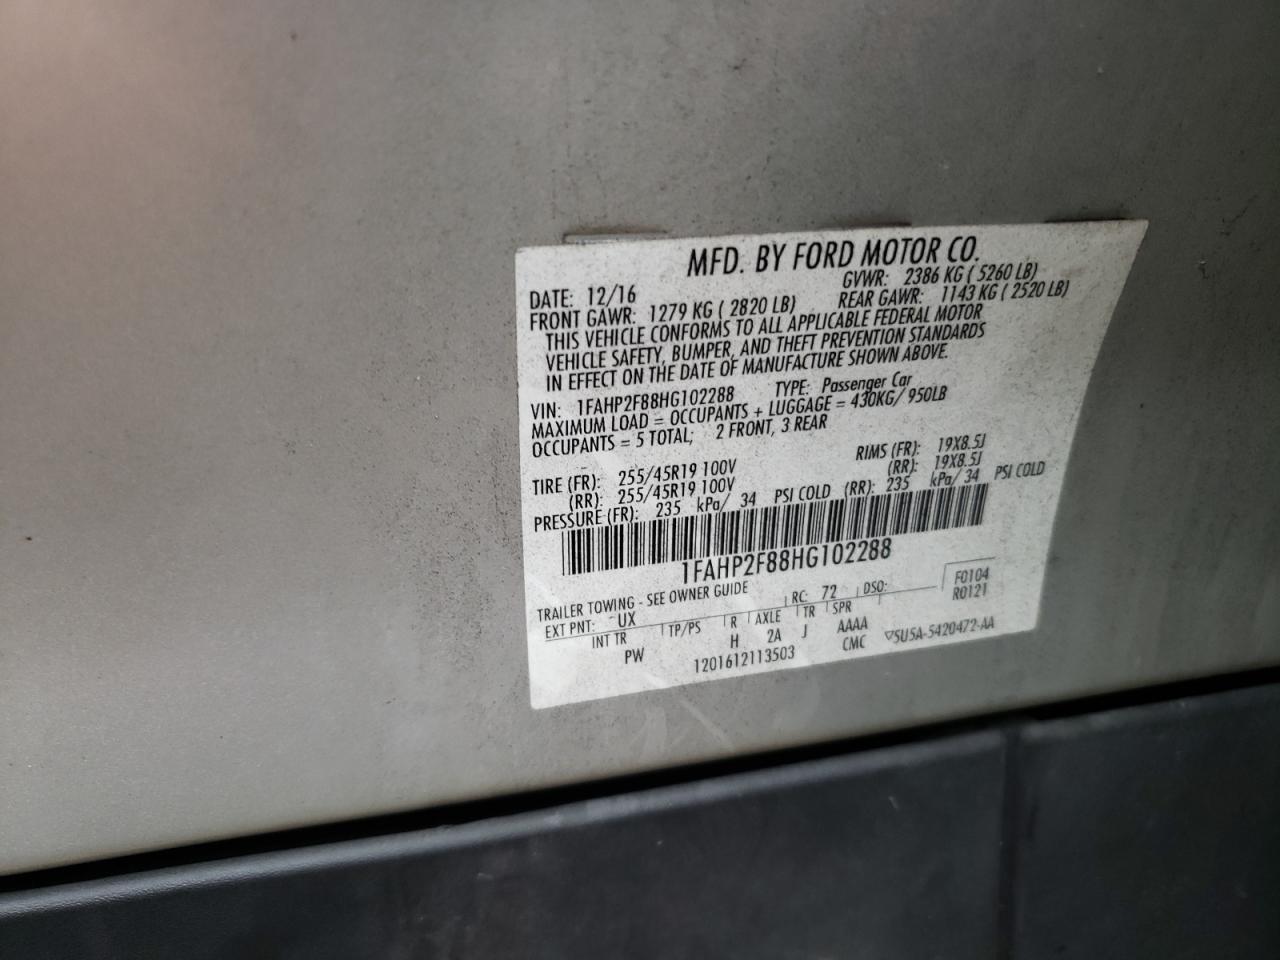 MFD. BY FORD MOTOR CO.
DATE: 12/16 GVWR: 2386 KG ( 5260 LB)
FRONT GAWR: 1279 KG ( 2820 LB) REAR GAWR: 1143 KG ( 2520 LB)
THIS VEHICLE CONFORMS TO ALL APPLICABLE FEDERAL MOTOR
VEHICLE SAFETY, BUMPER, AND THEFT PREVENTION STANDARDS
IN EFFECT ON THE DATE OF MANUFACTURE SHOWN ABOVE.
VIN: 1FAHP2F88HG102288 TYPE: Passenger Car
MAXIMUM LOAD = OCCUPANTS + LUGGAGE = 430KG/ 950LB
OCCUPANTS = 5 TOTAL; 2 FRONT, 3 REAR
TIRE (FR): 255/45R19 100V RIMS (FR): 19X8.5J
(RR): 255/45R19 100V (RR): 19X8.5J
PRESSURE (FR): 235 kPa/ 34 PSI COLD (RR): 235 kPa/ 34 PSI COLD
1FAHP2F88HG102288
TRAILER TOWING - SEE OWNER GUIDE F0104
EXT PNT: UX RC: 72 DSO: R0121
INT TR TP/PS R AXLE TR SPR
PW H 2A J AAAA
1201612113503 CMC ▽5U5A-5420472-AA